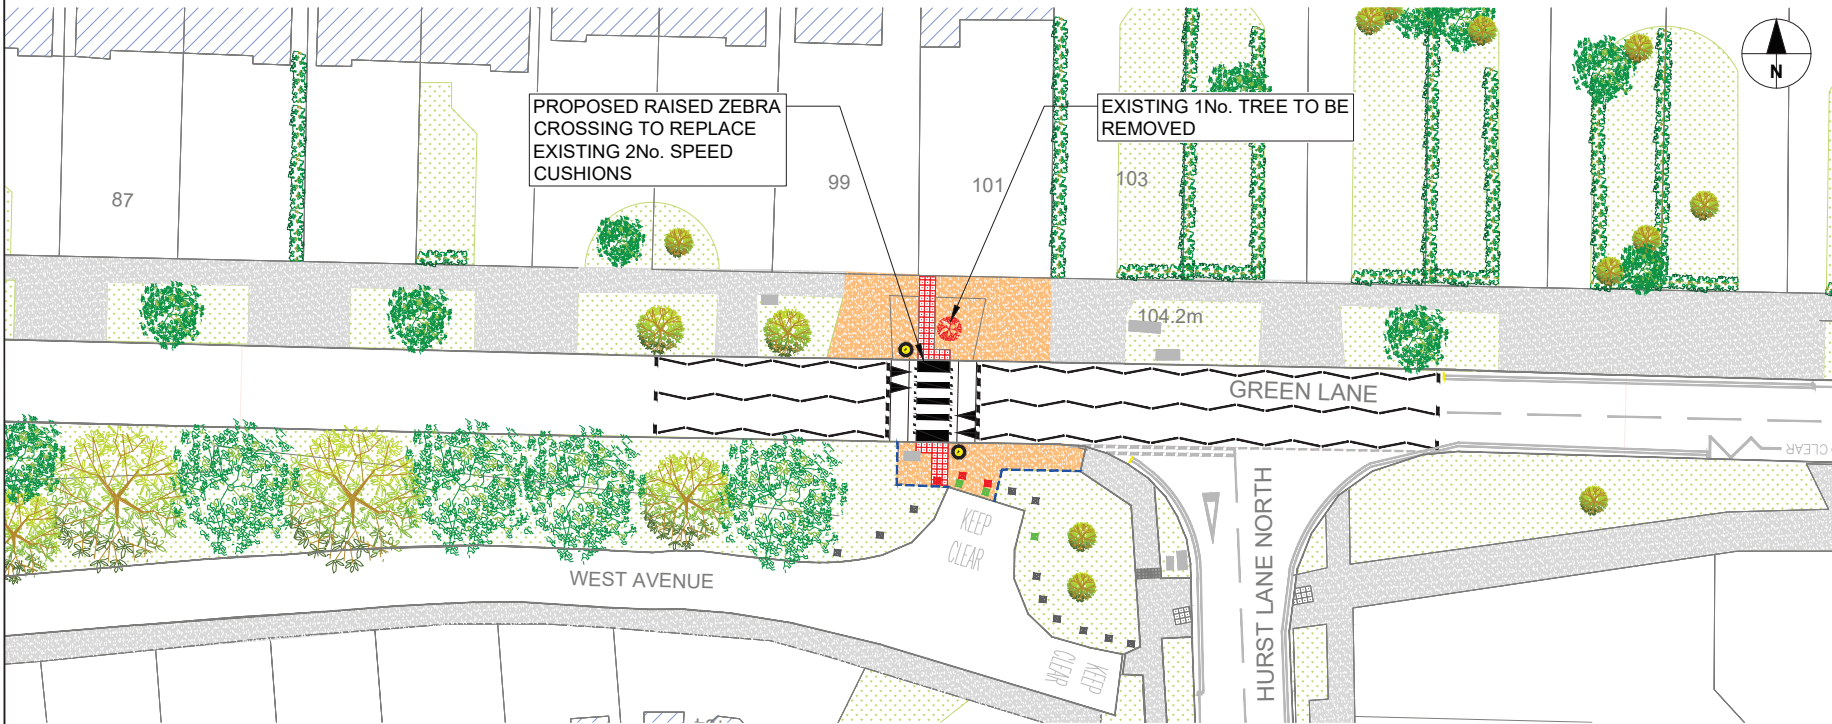 PROPOSED RAISED ZEBRA
CROSSING TO REPLACE
EXISTING 2No. SPEED
CUSHIONS
EXISTING 1No. TREE TO BE
REMOVED
N
87
99
101
103
104.2m
GREEN LANE
CLEAR
KEEP
CLEAR
WEST AVENUE
KEEP
CLEAR
HURST LANE NORTH